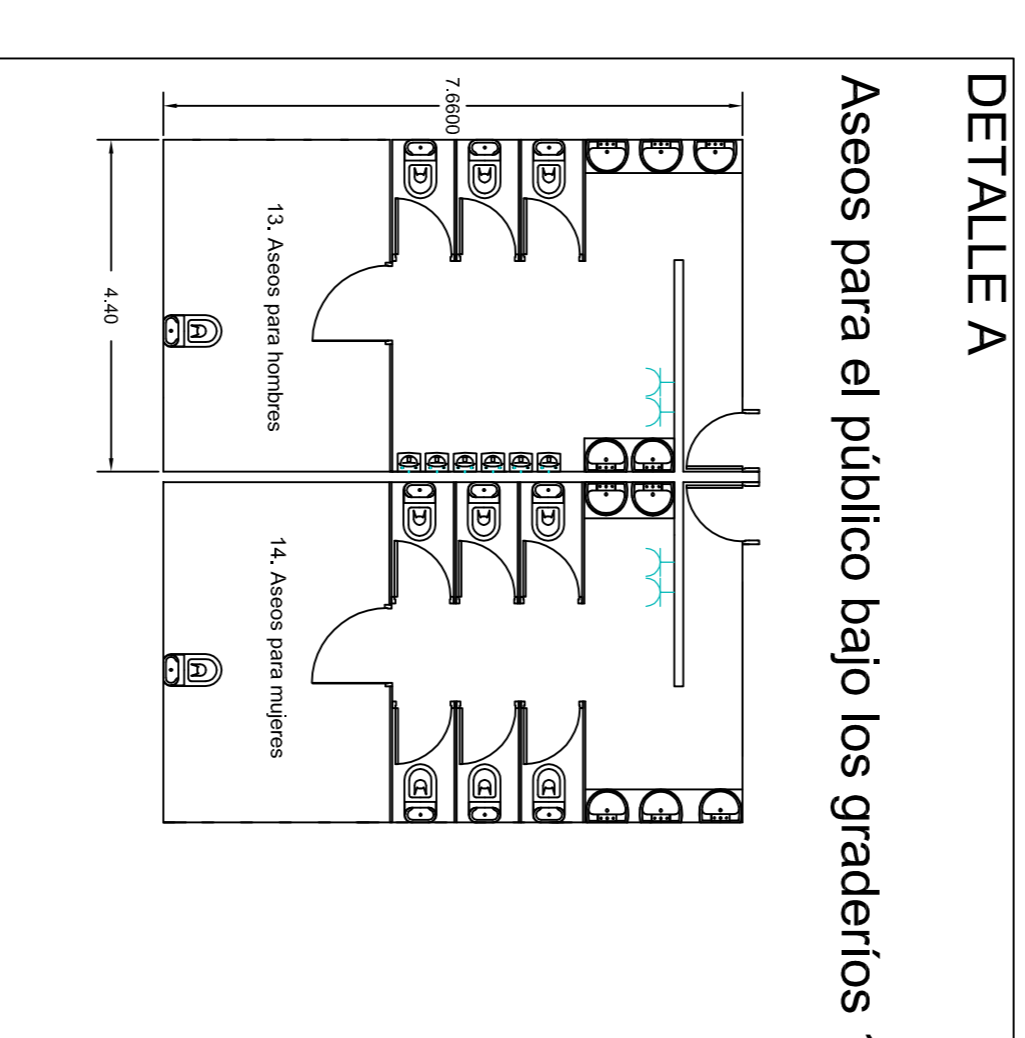 DETALLE A
Aseos para el público bajo los graderíos
7.6600
13. Aseos para hombres
4.40
14. Aseos para mujeres